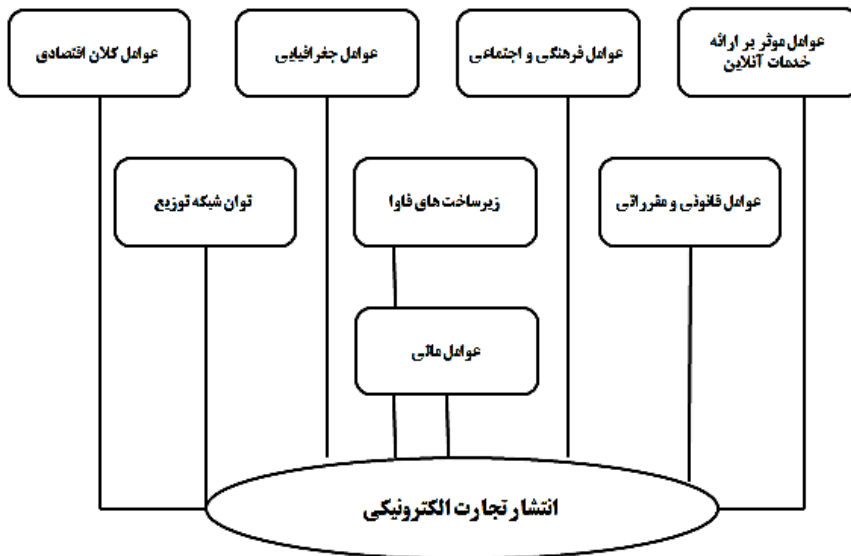 عوامل موثر بر ارائه
خدمات آنلاین
عوامل فرهنگی و اجتماعی
عوامل جغرافیایی
عوامل کلان اقتصادی
عوامل قانونی و مقرراتی
زیرساخت های فاوا
توان شبکه توزیع
عوامل مالی
انتشار تجارت الکترونیکی